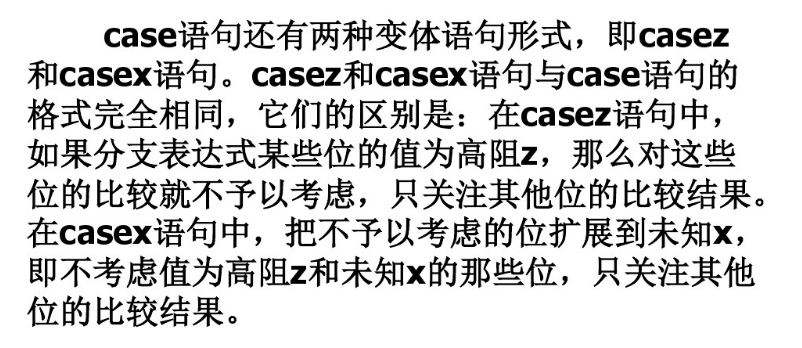 case语句还有两种变体语句形式，即casez
和casex语句。casez和casex语句与case语句的
格式完全相同，它们的区别是：在casez语句中，
如果分支表达式某些位的值为高阻z，那么对这些
位的比较就不予以考虑，只关注其他位的比较结果。
在casex语句中，把不予以考虑的位扩展到未知x，
即不考虑值为高阻z和未知x的那些位，只关注其他
位的比较结果。